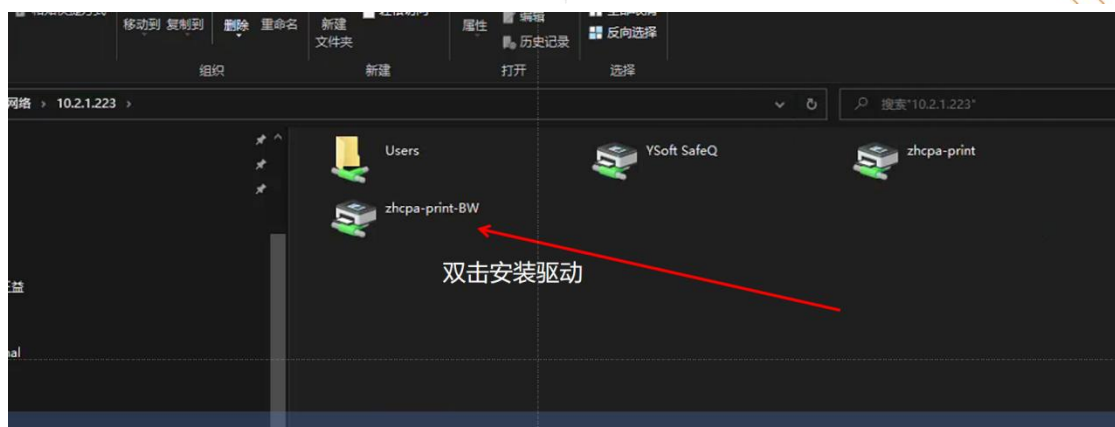 移动到 复制到 删除 重命名 新建
文件夹 属性 编辑
历史记录 反向选择
组织 新建 打开 选择
网络 › 10.2.1.223 › 搜索"10.2.1.223"
Users YSoft SafeQ zhcpa-print
zhcpa-print-BW
双击安装驱动